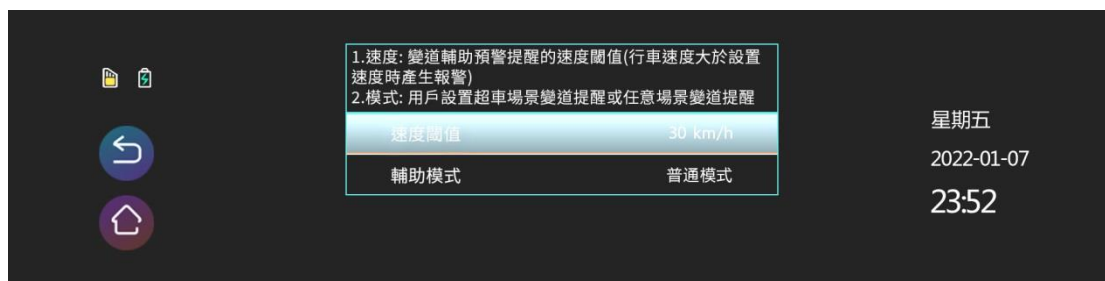 1.速度: 變道輔助預警提醒的速度閾值(行車速度大於設置
速度時產生報警)
2.模式: 用戶設置超車場景變道提醒或任意場景變道提醒
速度閾值 30 km/h
輔助模式 普通模式
星期五
2022-01-07
23:52